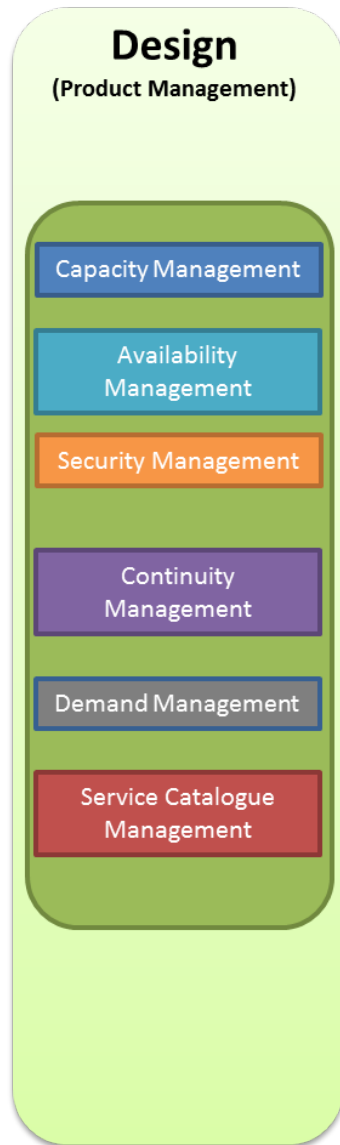 Design
(Product Management)
Capacity Management
Availability
Management
Security Management
Continuity
Management
Demand Management
Service Catalogue
Management